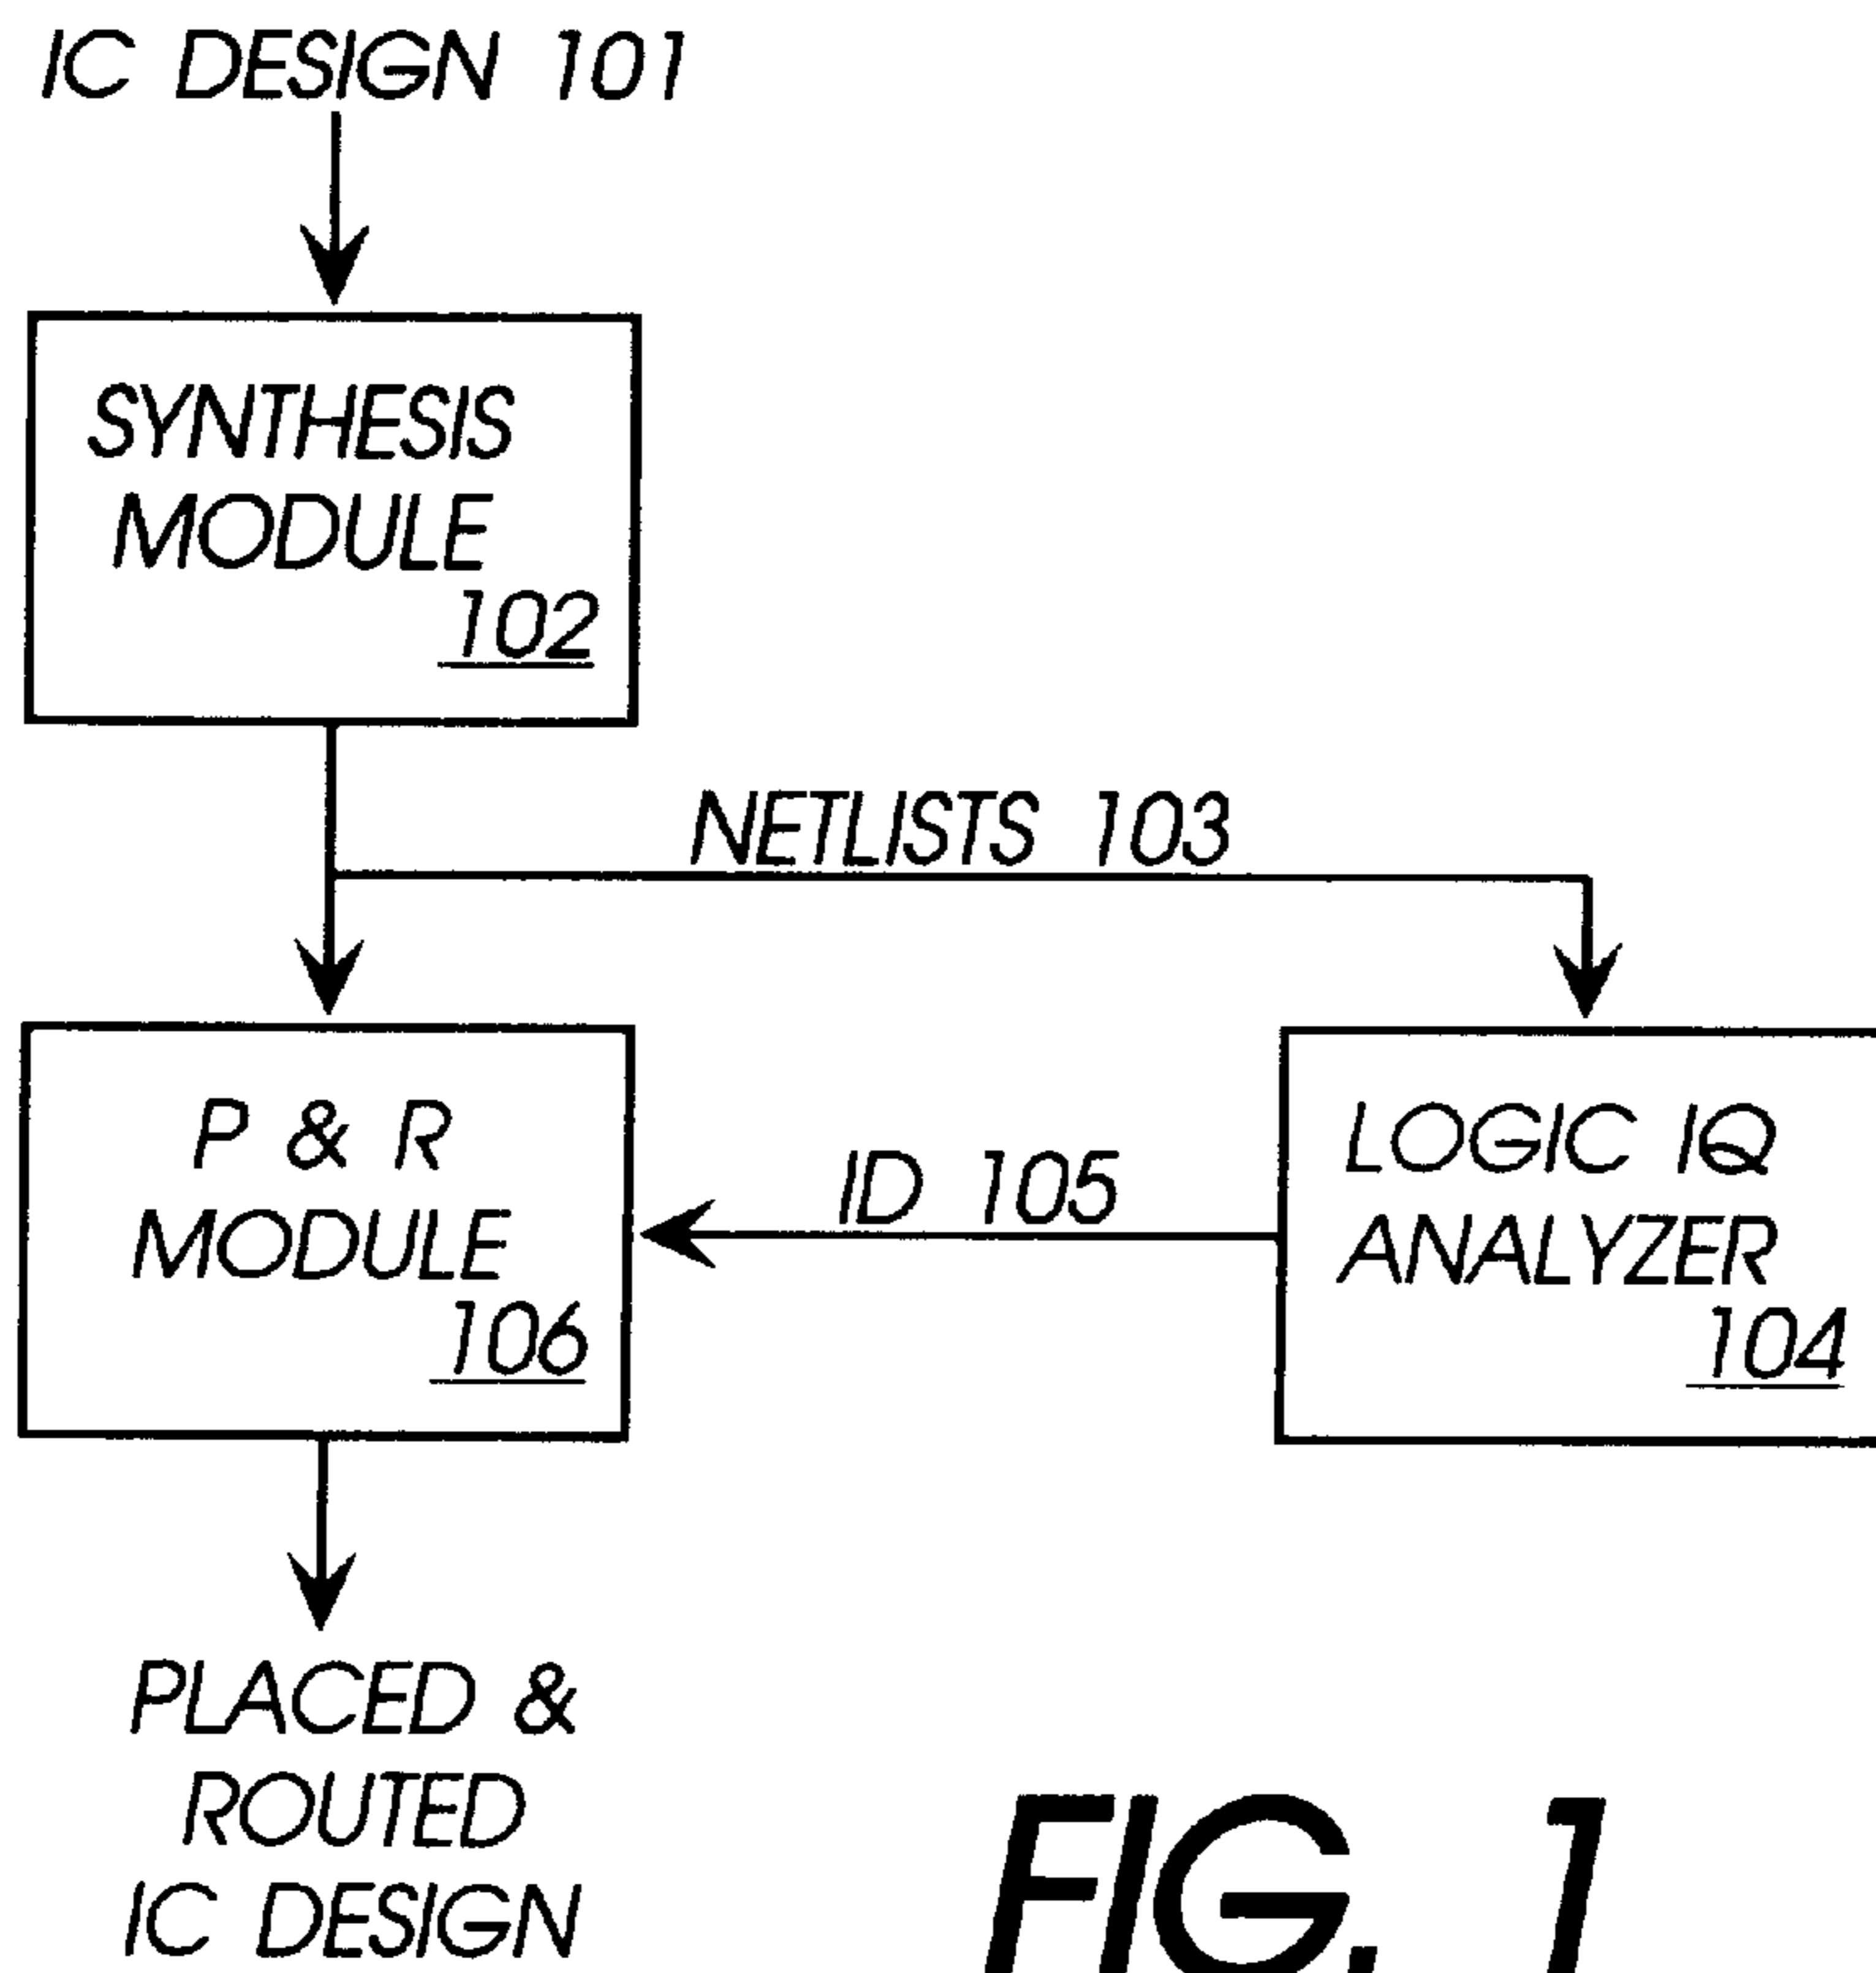 IC DESIGN 101
SYNTHESIS
MODULE
102
NETLISTS 103
P & R
MODULE
106
ID 105
LOGIC IQ
ANALYZER
104
PLACED &
ROUTED
IC DESIGN
FIG. 1